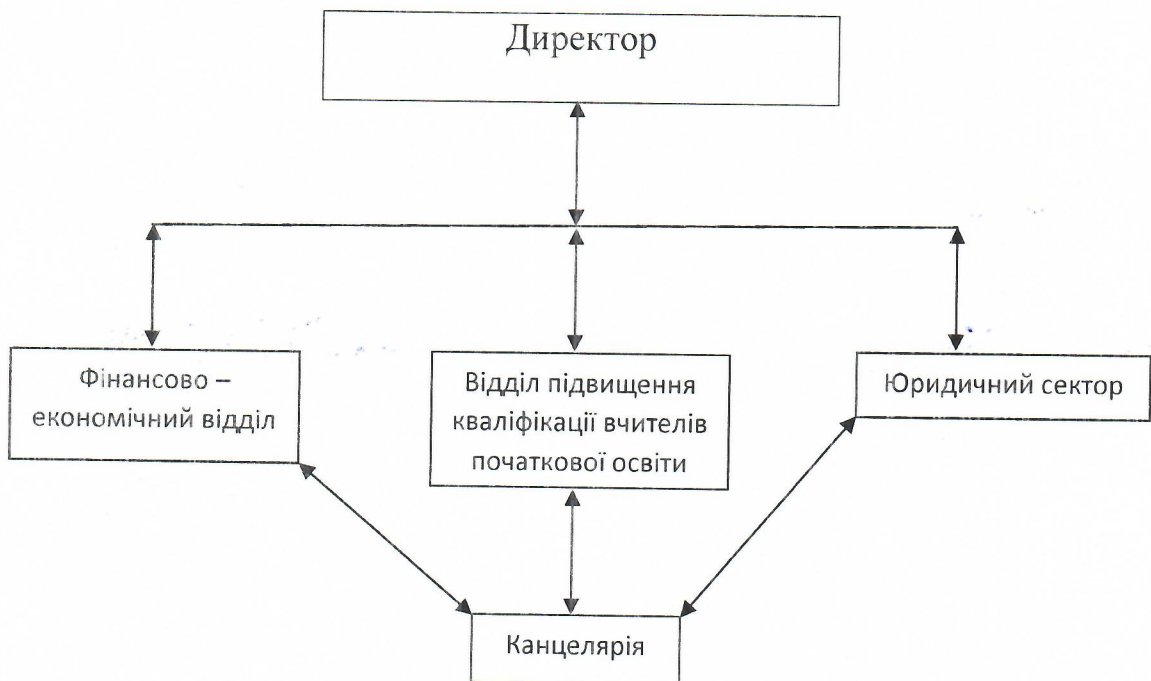 Директор
Фінансово –
економічний відділ
Відділ підвищення
кваліфікації вчителів
початкової освіти
Юридичний сектор
Канцелярія